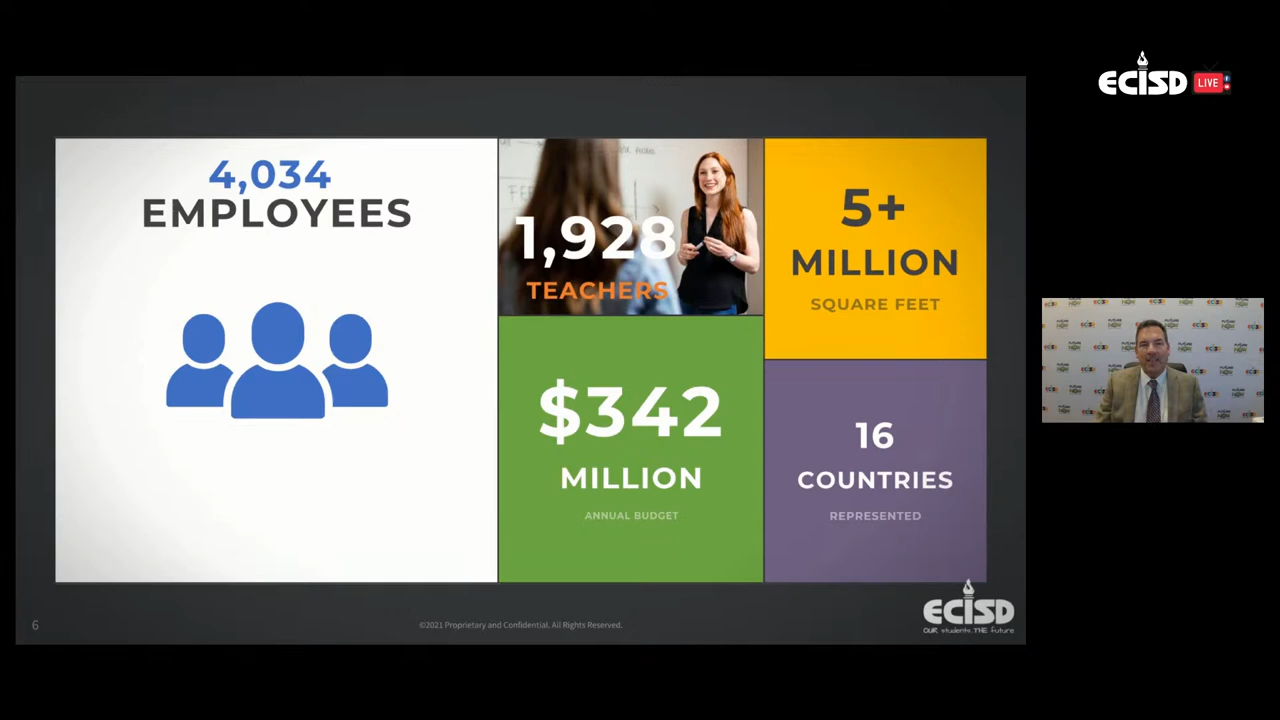 ECISD LIVE
4,034
EMPLOYEES
1,928
TEACHERS
$342
MILLION
ANNUAL BUDGET
5+
MILLION
SQUARE FEET
16
COUNTRIES
REPRESENTED
6
©2021 Proprietary and Confidential. All Rights Reserved.
ECISD
OUR students.THE future